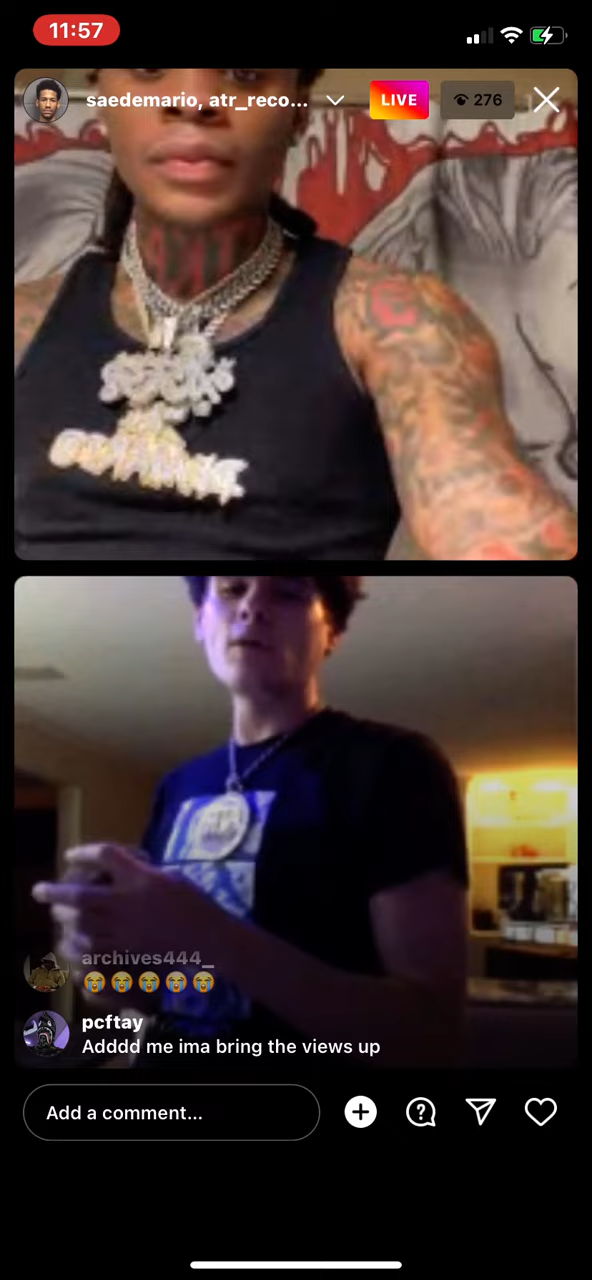 11:57
saedemario, atr_reco...
LIVE
276
archives444_
😭😭😭😭😭
pcftay
Adddd me ima bring the views up
Add a comment...